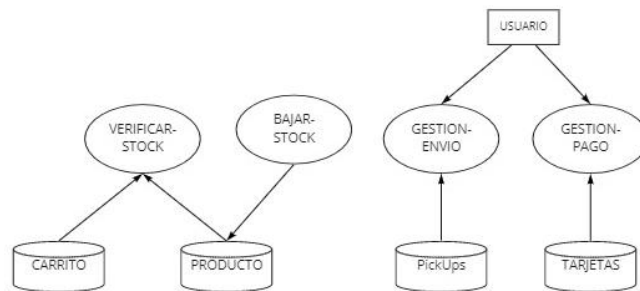 USUARIO
VERIFICAR-
STOCK
BAJAR-
STOCK
GESTION-
ENVIO
GESTION-
PAGO
CARRITO
PRODUCTO
PickUps
TARJETAS